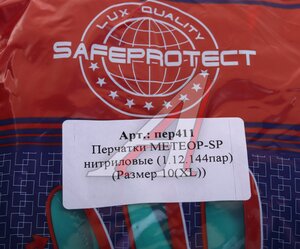 LUX QUALITY
SAFEPROTECT
Арт.: пер411
Перчатки МЕТЕОР-SP
нитриловые (1.12.144пар)
(Размер 10(XL))